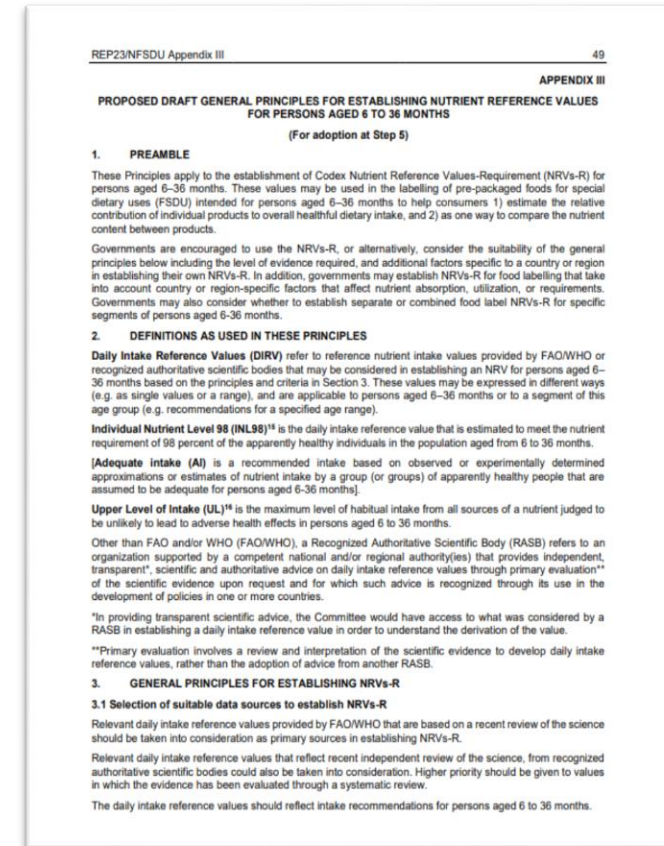 REP23/NFSDU Appendix III 49
APPENDIX III
PROPOSED DRAFT GENERAL PRINCIPLES FOR ESTABLISHING NUTRIENT REFERENCE VALUES
FOR PERSONS AGED 6 TO 36 MONTHS
(For adoption at Step 5)
1. PREAMBLE
These Principles apply to the establishment of Codex Nutrient Reference Values-Requirement (NRVs-R) for
persons aged 6–36 months. These values may be used in the labelling of pre-packaged foods for special
dietary uses (FSDU) intended for persons aged 6–36 months to help consumers 1) estimate the relative
contribution of individual products to overall healthful dietary intake, and 2) as one way to compare the nutrient
content between products.
Governments are encouraged to use the NRVs-R, or alternatively, consider the suitability of the general
principles below including the level of evidence required, and additional factors specific to a country or region
in establishing their own NRVs-R. In addition, governments may establish NRVs-R for food labelling that take
into account country or region-specific factors that affect nutrient absorption, utilization, or requirements.
Governments may also consider whether to establish separate or combined food label NRVs-R for specific
segments of persons aged 6-36 months.
2. DEFINITIONS AS USED IN THESE PRINCIPLES
Daily Intake Reference Values (DIRV) refer to reference nutrient intake values provided by FAO/WHO or
recognized authoritative scientific bodies that may be considered in establishing an NRV for persons aged 6–
36 months based on the principles and criteria in Section 3. These values may be expressed in different ways
(e.g. as single values or a range), and are applicable to persons aged 6–36 months or to a segment of this
age group (e.g. recommendations for a specified age range).
Individual Nutrient Level 98 (INL98)¹⁵ is the daily intake reference value that is estimated to meet the nutrient
requirement of 98 percent of the apparently healthy individuals in the population aged from 6 to 36 months.
[Adequate intake (AI) is a recommended intake based on observed or experimentally determined
approximations or estimates of nutrient intake by a group (or groups) of apparently healthy people that are
assumed to be adequate for persons aged 6-36 months].
Upper Level of Intake (UL)¹⁶ is the maximum level of habitual intake from all sources of a nutrient judged to
be unlikely to lead to adverse health effects in persons aged 6 to 36 months.
Other than FAO and/or WHO (FAO/WHO), a Recognized Authoritative Scientific Body (RASB) refers to an
organization supported by a competent national and/or regional authority(ies) that provides independent,
transparent*, scientific and authoritative advice on daily intake reference values through primary evaluation**
of the scientific evidence upon request and for which such advice is recognized through its use in the
development of policies in one or more countries.
*In providing transparent scientific advice, the Committee would have access to what was considered by a
RASB in establishing a daily intake reference value in order to understand the derivation of the value.
**Primary evaluation involves a review and interpretation of the scientific evidence to develop daily intake
reference values, rather than the adoption of advice from another RASB.
3. GENERAL PRINCIPLES FOR ESTABLISHING NRVs-R
3.1 Selection of suitable data sources to establish NRVs-R
Relevant daily intake reference values provided by FAO/WHO that are based on a recent review of the science
should be taken into consideration as primary sources in establishing NRVs-R.
Relevant daily intake reference values that reflect recent independent review of the science, from recognized
authoritative scientific bodies could also be taken into consideration. Higher priority should be given to values
in which the evidence has been evaluated through a systematic review.
The daily intake reference values should reflect intake recommendations for persons aged 6 to 36 months.